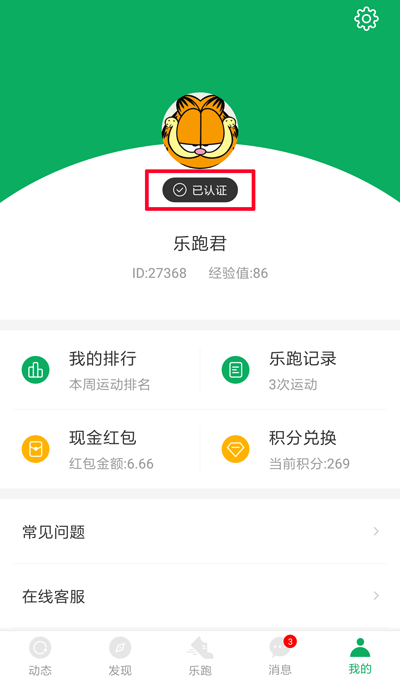 已认证
乐跑君
ID:27368 经验值:86
我的排行 乐跑记录
本周运动排名 3次运动
现金红包 积分兑换
红包金额:6.66 当前积分:269
常见问题
在线客服
3
动态 发现 乐跑 消息 我的